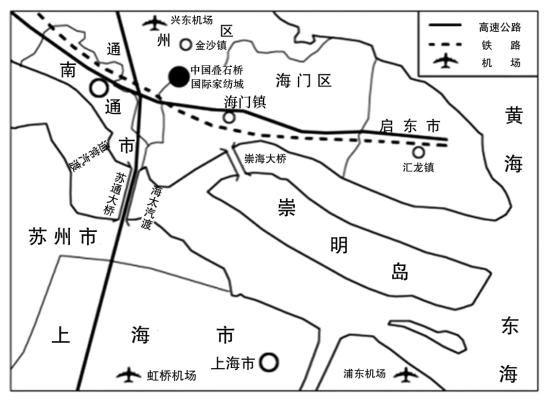 兴东机场
通州区
金沙镇
高速公路
铁路
机场
南通市
中国叠石桥
国际家纺城
海门区
海门镇
启东市
汇龙镇
黄海
通常汽渡
苏通大桥
海太汽渡
崇海大桥
崇明岛
苏州市
上海市
东海
上海市
虹桥机场
浦东机场